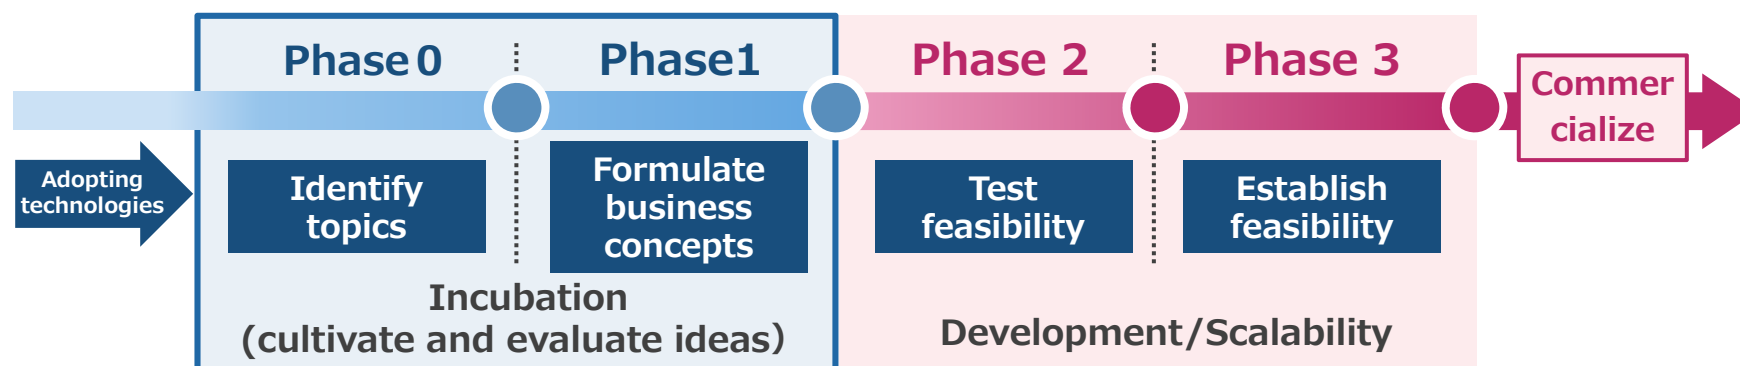 Phase 0
Phase1
Phase 2
Phase 3
Commer
cialize
Adopting
technologies
Identify
topics
Formulate
business
concepts
Test
feasibility
Establish
feasibility
Incubation
(cultivate and evaluate ideas)
Development/Scalability